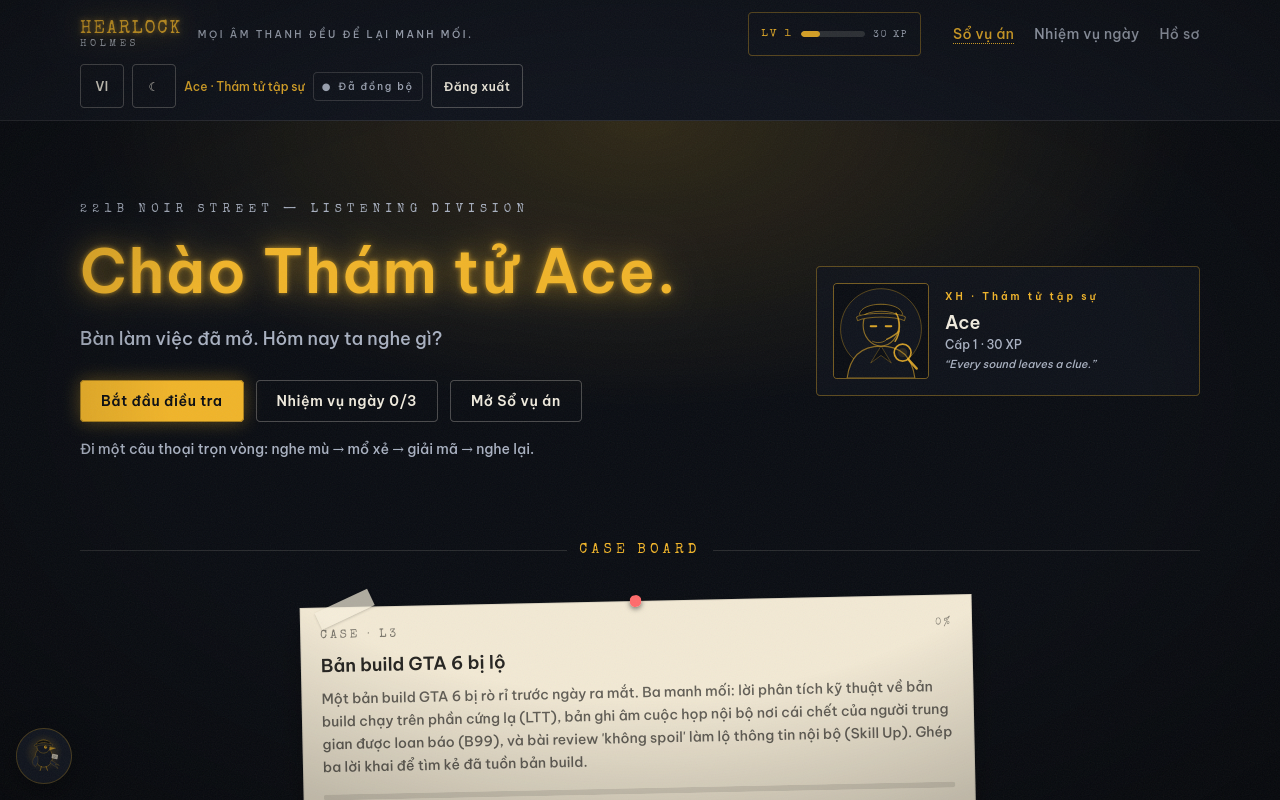 HEARLOCK
HOLMES
MỌI ÂM THANH ĐỀU ĐỂ LẠI MANH MỐI.
LV 1
30 XP
Sổ vụ án
Nhiệm vụ ngày
Hồ sơ
VI
Ace · Thám tử tập sự
Đã đồng bộ
Đăng xuất
221B NOIR STREET — LISTENING DIVISION
Chào Thám tử Ace.
Bàn làm việc đã mở. Hôm nay ta nghe gì?
Bắt đầu điều tra
Nhiệm vụ ngày 0/3
Mở Sổ vụ án
Đi một câu thoại trọn vòng: nghe mù → mổ xẻ → giải mã → nghe lại.
XH · Thám tử tập sự
Ace
Cấp 1 · 30 XP
“Every sound leaves a clue.”
CASE BOARD
CASE · L3
0%
Bản build GTA 6 bị lộ
Một bản build GTA 6 bị rò rỉ trước ngày ra mắt. Ba manh mối: lời phân tích kỹ thuật về bản
build chạy trên phần cứng lạ (LTT), bản ghi âm cuộc họp nội bộ nơi cái chết của người trung
gian được loan báo (B99), và bài review 'không spoil' làm lộ thông tin nội bộ (Skill Up). Ghép
ba lời khai để tìm kẻ đã tuồn bản build.